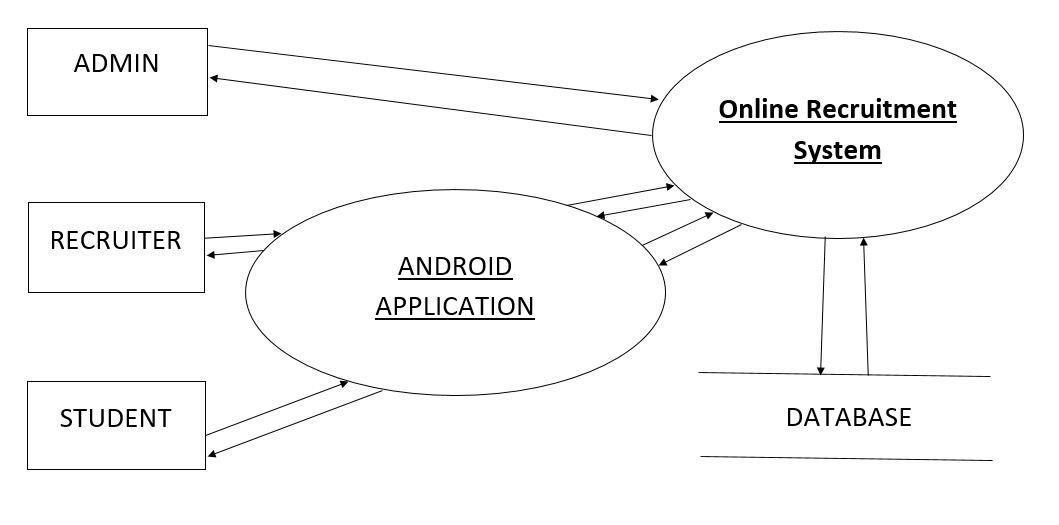 ADMIN
Online Recruitment
System
RECRUITER
ANDROID
APPLICATION
STUDENT
DATABASE